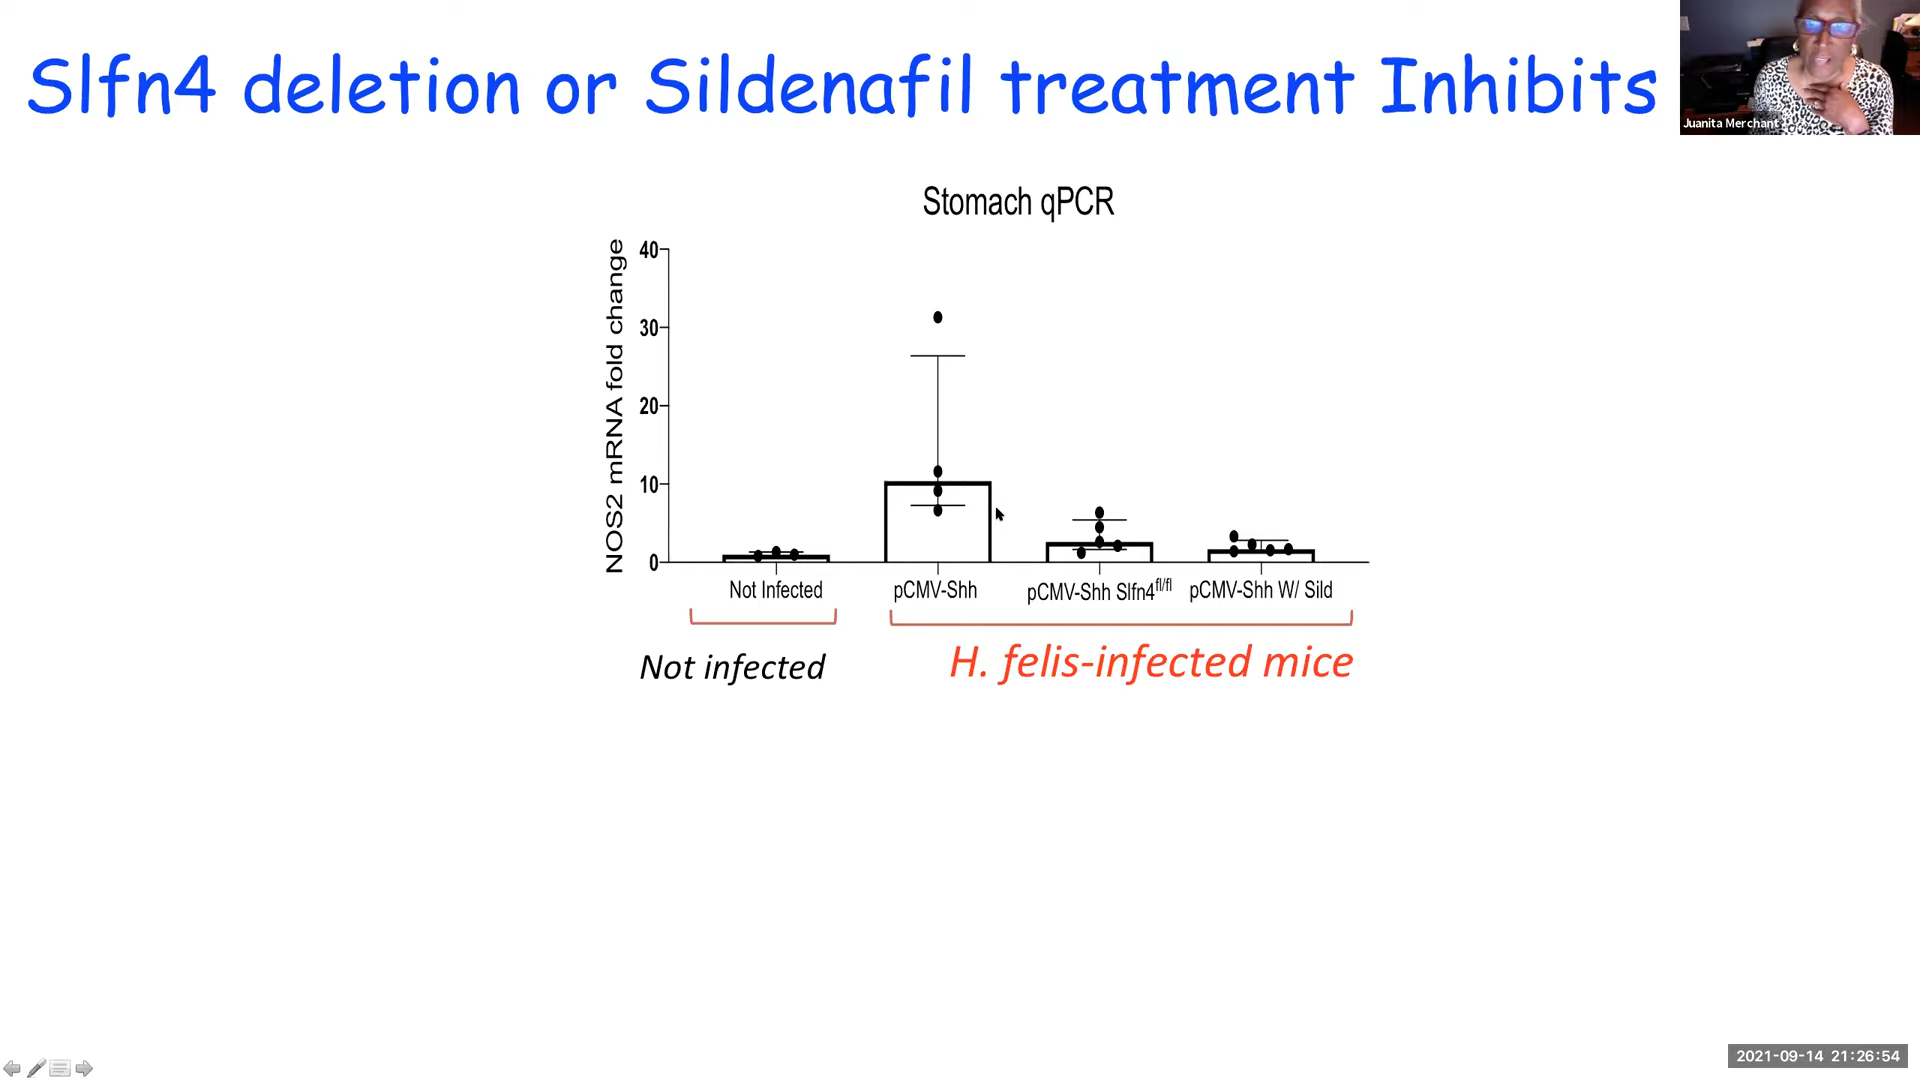 Slfn4 deletion or Sildenafil treatment Inhibits
Juanita Merchant
Stomach qPCR
NOS2 mRNA fold change
40
30
20
10
0
Not Infected
pCMV-Shh
pCMV-Shh Slfn4fl/fl
pCMV-Shh W/ Sild
Not infected
H. felis-infected mice
2021-09-14 21:26:54